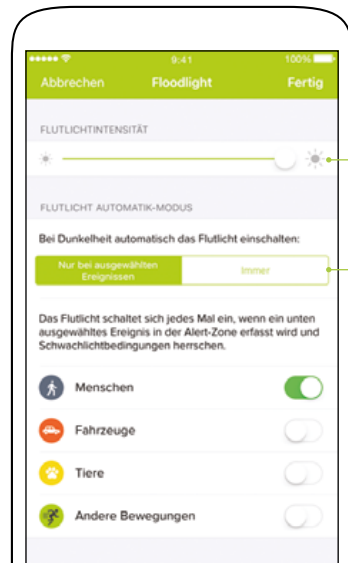 9:41 100%
Abbrechen Floodlight Fertig
FLUTLICHTINTENSITÄT
FLUTLICHT AUTOMATIK-MODUS
Bei Dunkelheit automatisch das Flutlicht einschalten:
Nur bei ausgewählten
Ereignissen
Immer
Das Flutlicht schaltet sich jedes Mal ein, wenn ein unten
ausgewähltes Ereignis in der Alert-Zone erfasst wird und
Schwachlichtbedingungen herrschen.
Menschen
Fahrzeuge
Tiere
Andere Bewegungen